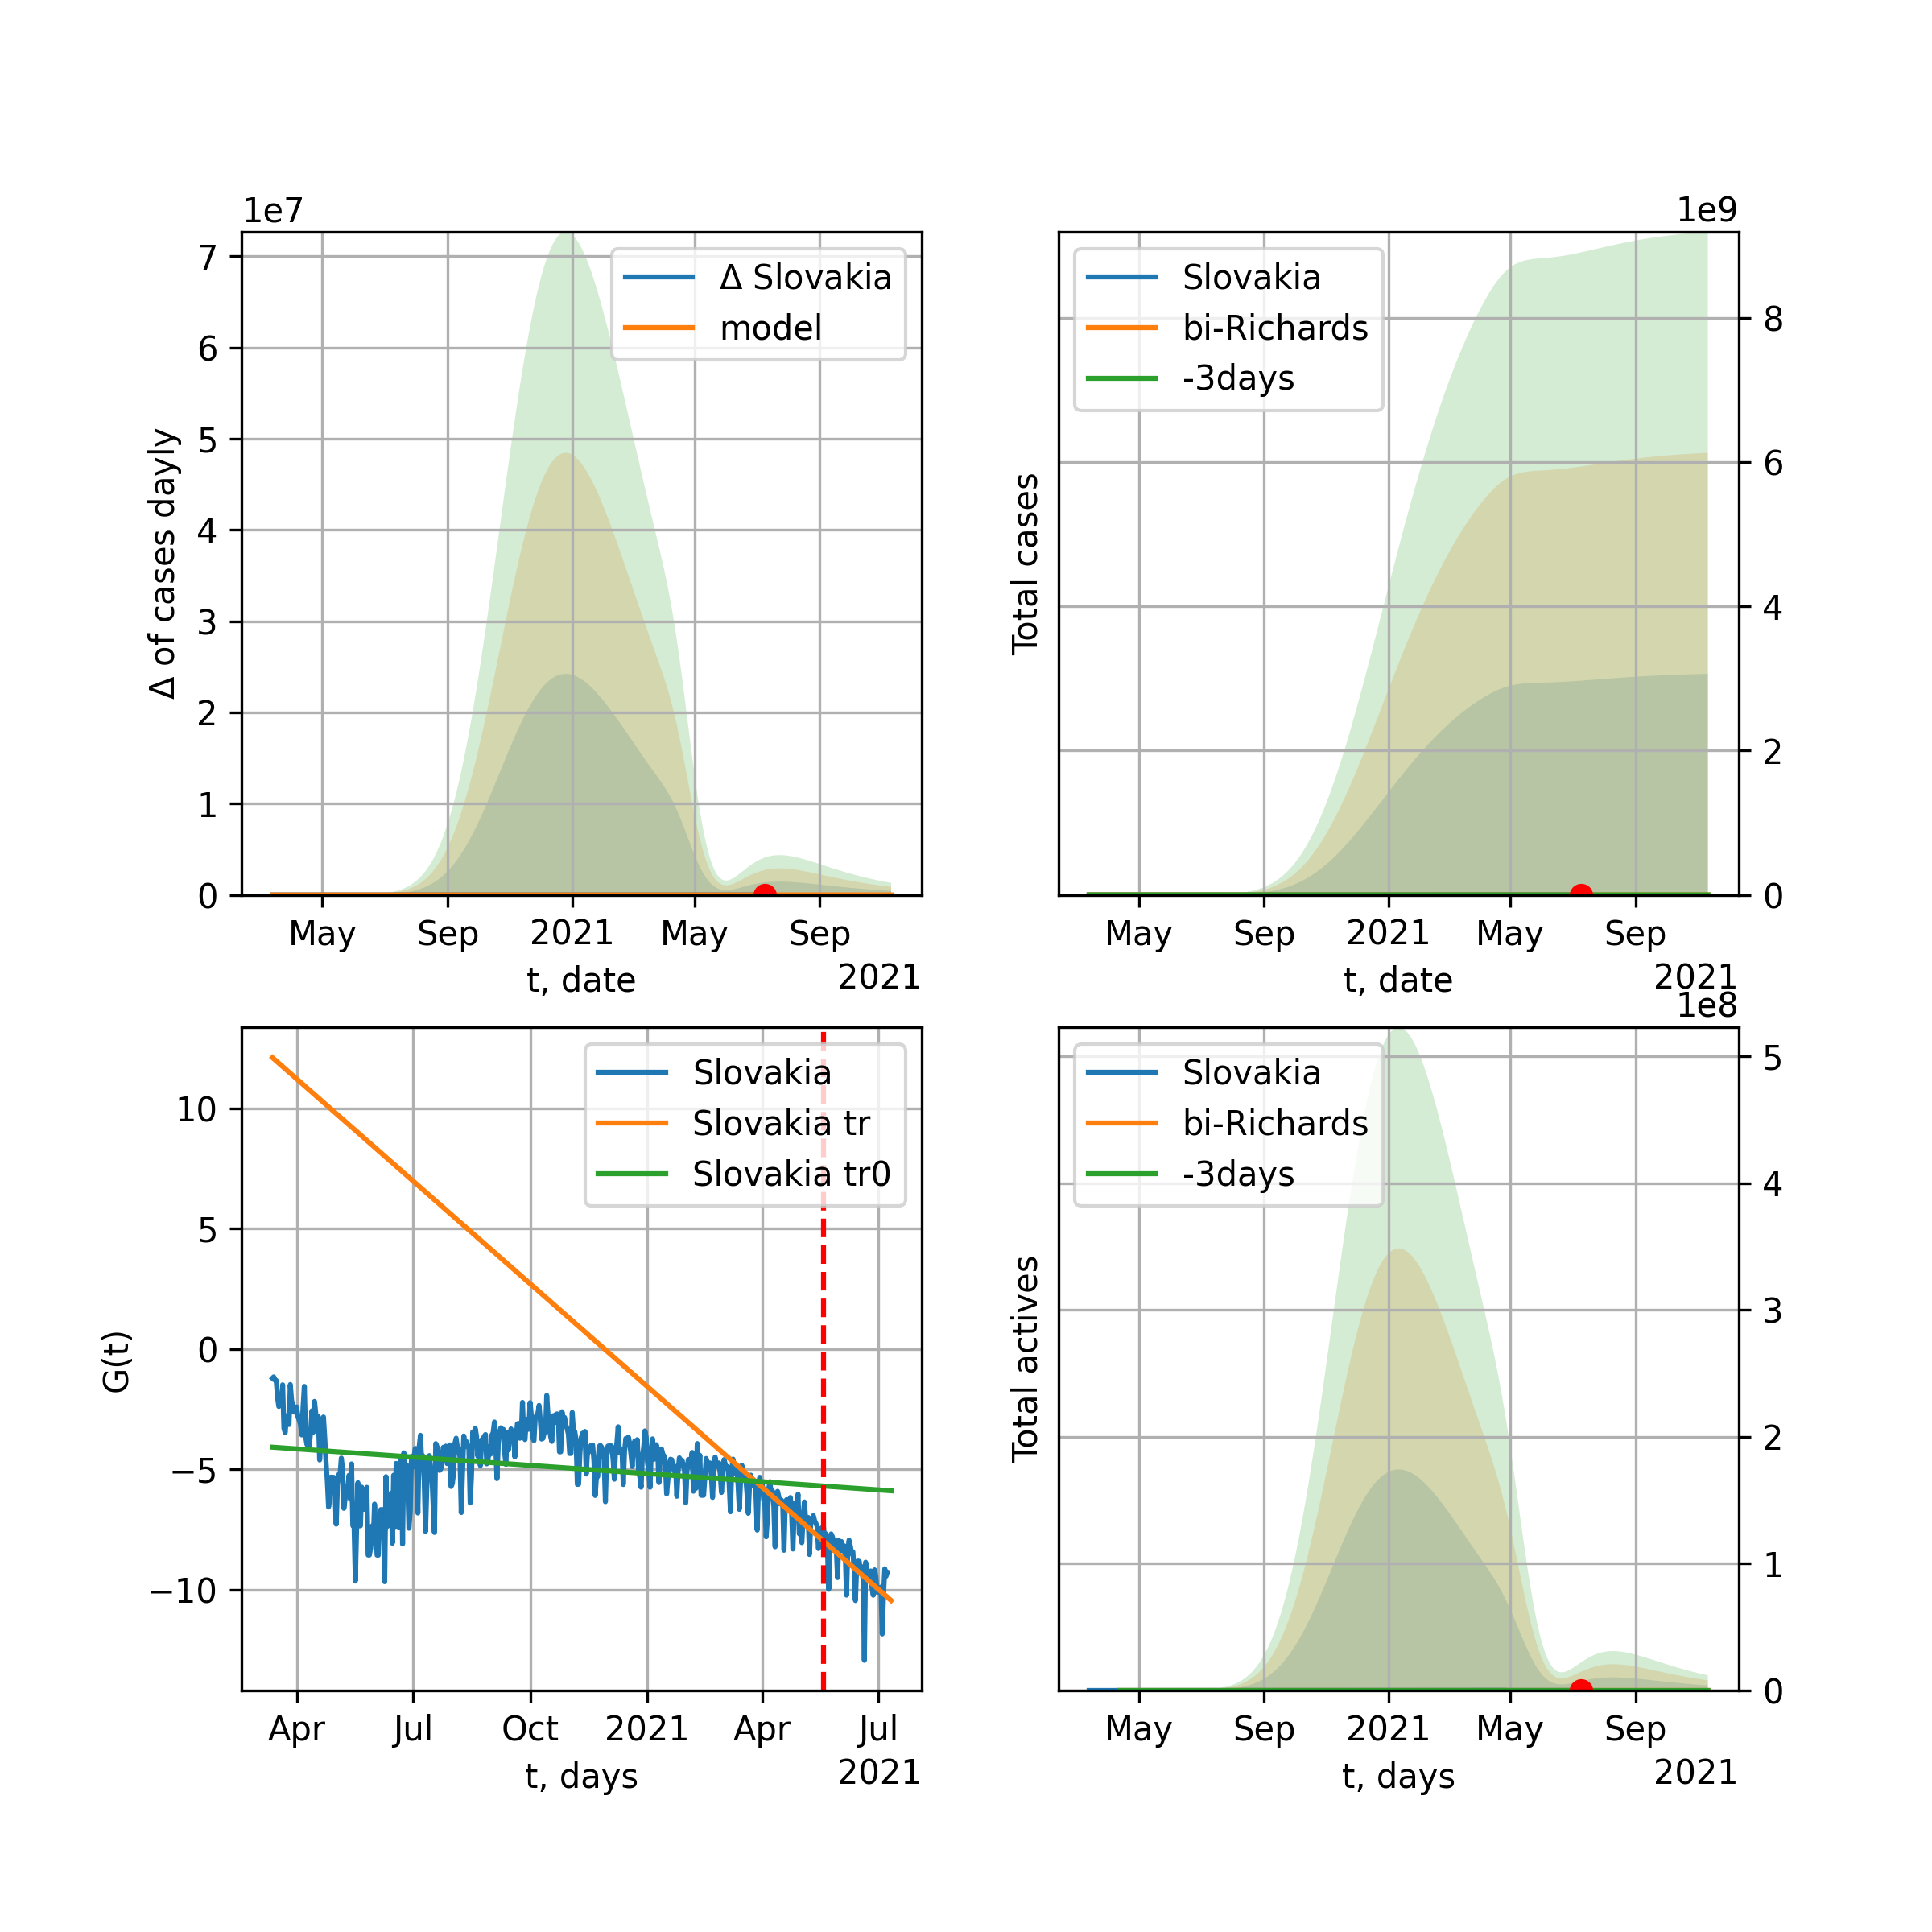 1e7
7
6
5
4
3
2
1
0
Δ of cases dayly
Δ Slovakia
model
May
Sep
2021
May
Sep
t, date
2021
1e9
8
6
4
2
0
Total cases
Slovakia
bi-Richards
-3days
May
Sep
2021
May
Sep
t, date
2021
10
5
0
−5
−10
G(t)
Slovakia
Slovakia tr
Slovakia tr0
Apr
Jul
Oct
2021
Apr
Jul
t, days
2021
1e8
5
4
3
2
1
0
Total actives
Slovakia
bi-Richards
-3days
May
Sep
2021
May
Sep
t, days
2021